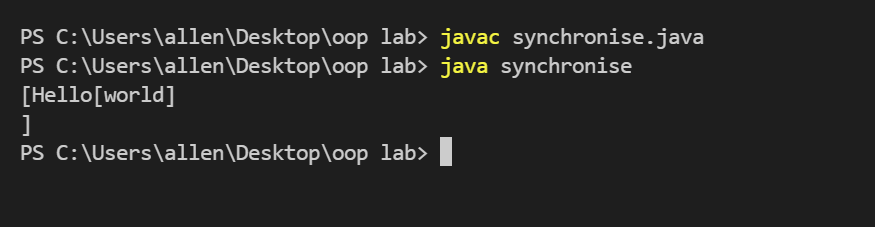 PS C:\Users\allen\Desktop\oop lab> javac synchronise.java
PS C:\Users\allen\Desktop\oop lab> java synchronise
[Hello[world]
]
PS C:\Users\allen\Desktop\oop lab>